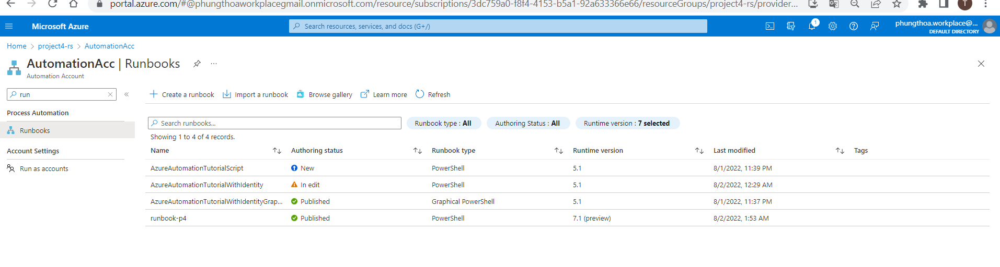 portal.azure.com/#@phungthoaworkplacegmail.onmicrosoft.com/resource/subscriptions/3dc759a0-f8f4-4153-b5a1-92a633366e66/resourceGroups/project4-rs/provider...
T
Microsoft Azure
Search resources, services, and docs (G+/)
1
phungthoa.workplace@...
DEFAULT DIRECTORY
Home > project4-rs > AutomationAcc
AutomationAcc | Runbooks
Automation Account
run
Create a runbook Import a runbook Browse gallery Learn more Refresh
Process Automation
Runbooks
Account Settings
Run as accounts
Search runbooks... Runbook type : All Authoring Status : All Runtime version : 7 selected
Showing 1 to 4 of 4 records.
Name Authoring status Runbook type Runtime version Last modified Tags
AzureAutomationTutorialScript New PowerShell 5.1 8/1/2022, 11:39 PM
AzureAutomationTutorialWithIdentity In edit PowerShell 5.1 8/2/2022, 12:29 AM
AzureAutomationTutorialWithIdentityGrap... Published Graphical PowerShell 5.1 8/1/2022, 11:37 PM
runbook-p4 Published PowerShell 7.1 (preview) 8/2/2022, 1:53 AM